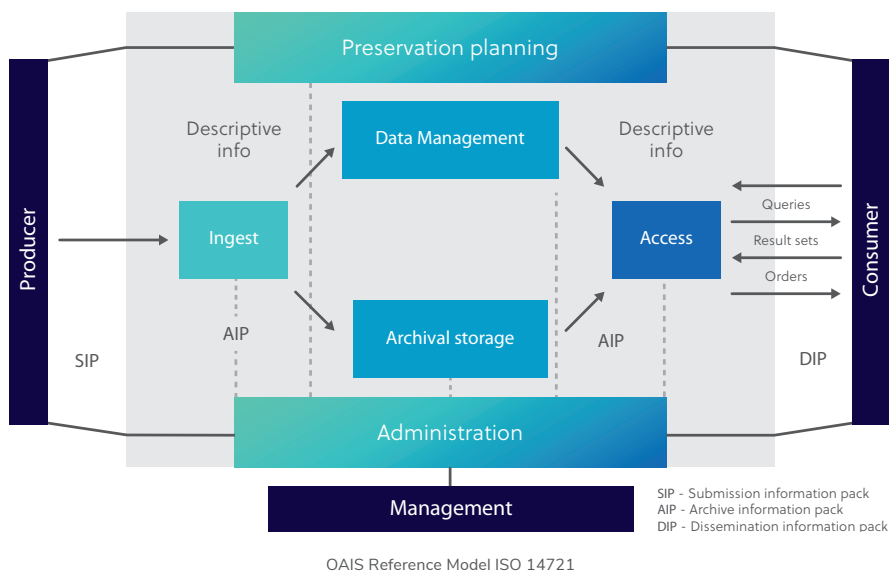 Preservation planning
Producer
Consumer
Descriptive
info
Data Management
Descriptive
info
Ingest
Access
Queries
Result sets
Orders
AIP
Archival storage
AIP
SIP
DIP
Administration
Management
SIP - Submission information pack
AIP - Archive information pack
DIP - Dissemination information pack
OAIS Reference Model ISO 14721